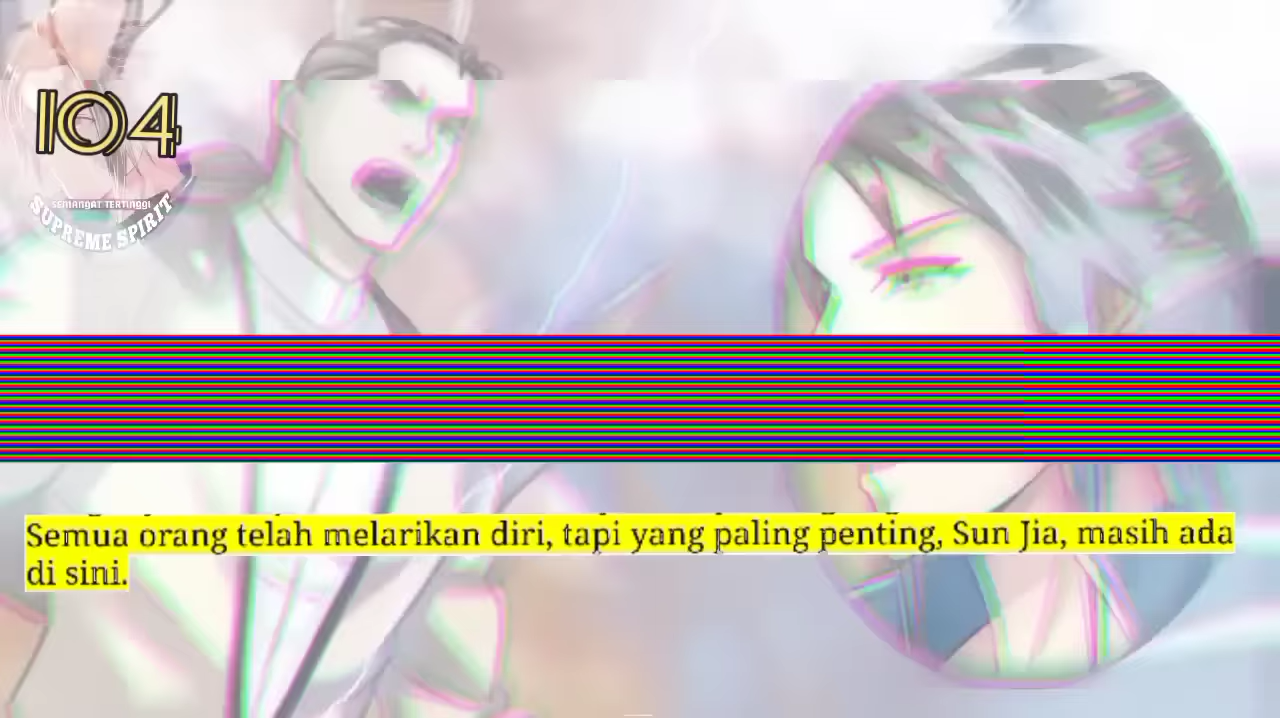 104
SEMANGAT TERTINGGI
SUPREME SPIRIT
Semua orang telah melarikan diri, tapi yang paling penting, Sun Jia, masih ada
di sini.